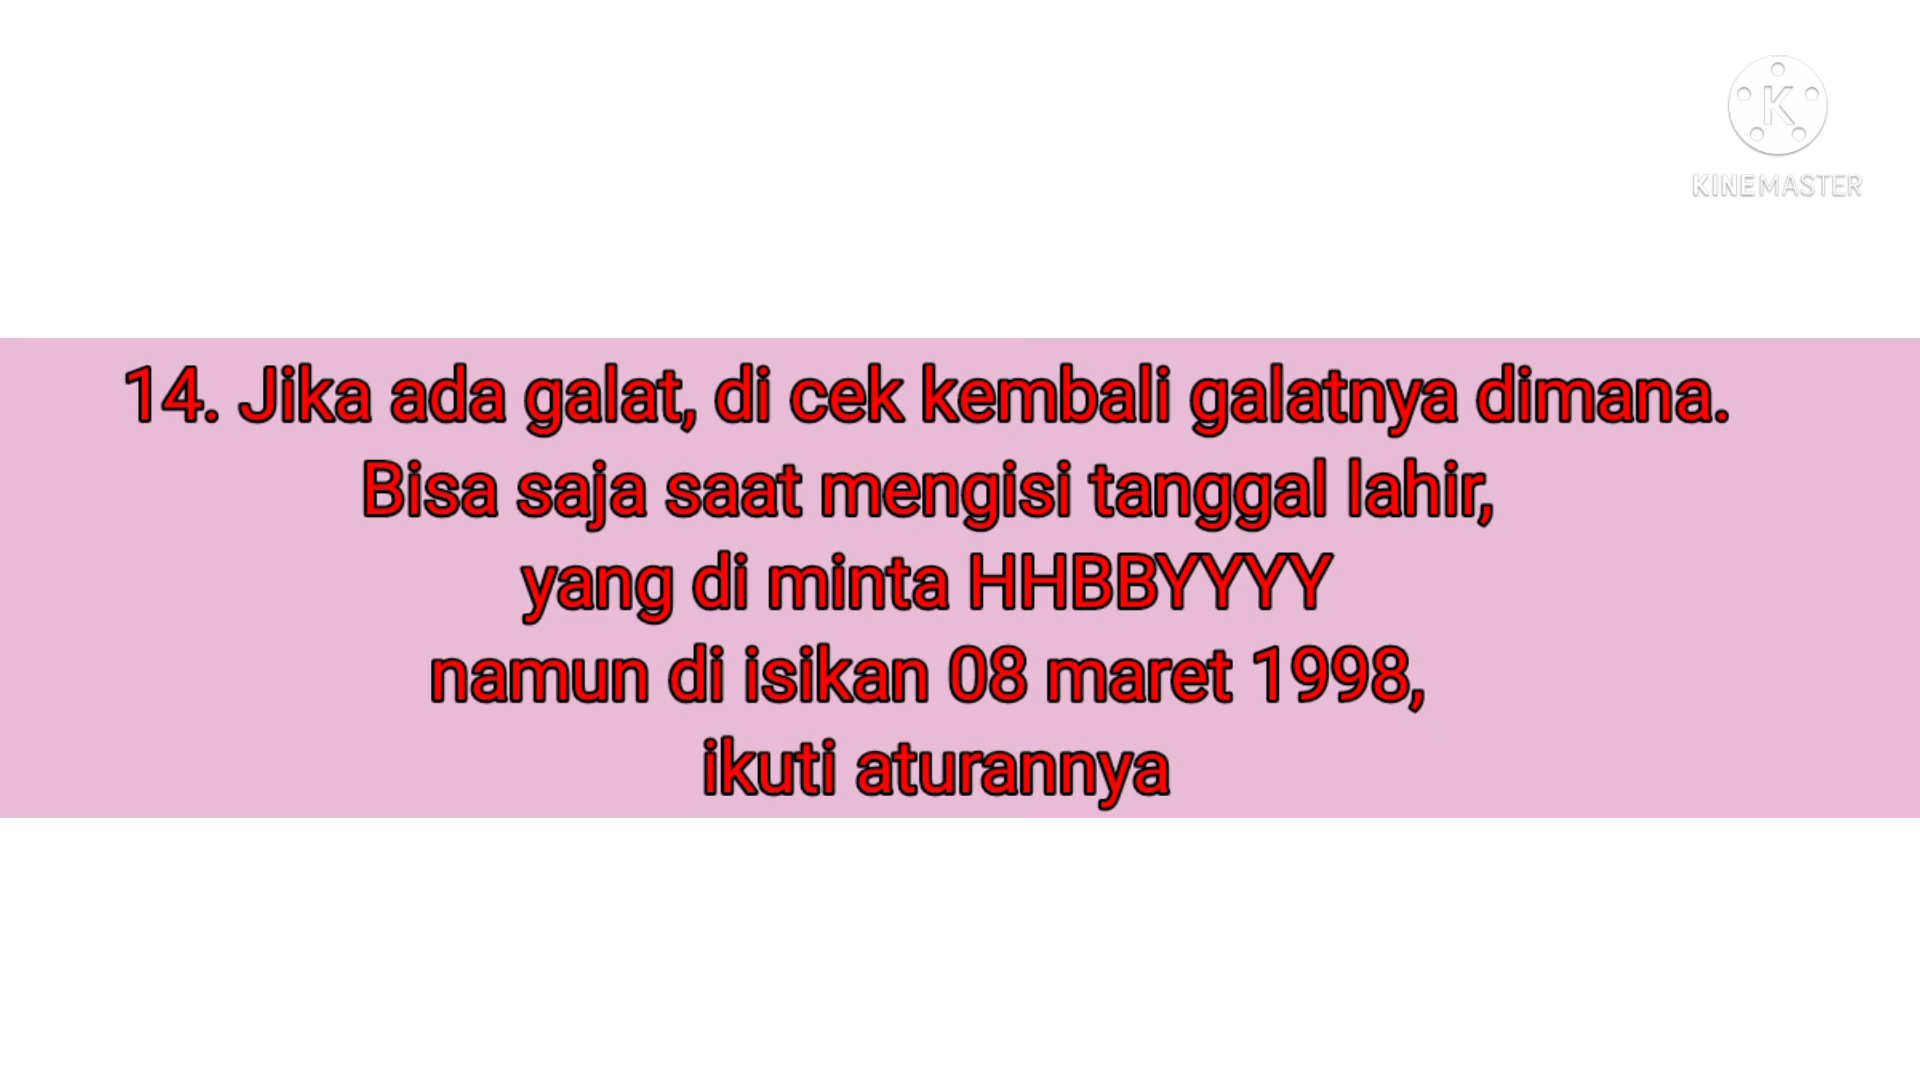 KINEMASTER
14. Jika ada galat, di cek kembali galatnya dimana.
Bisa saja saat mengisi tanggal lahir,
yang di minta HHBBYYYY
namun di isikan 08 maret 1998,
ikuti aturannya